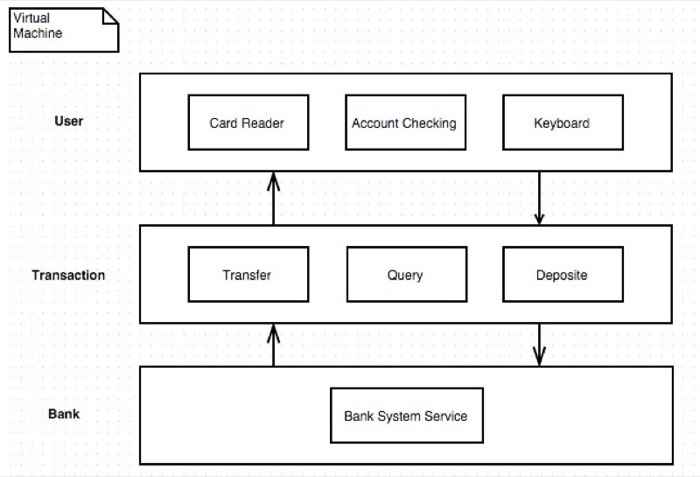 Virtual
Machine
User
Card Reader
Account Checking
Keyboard
Transaction
Transfer
Query
Deposite
Bank
Bank System Service